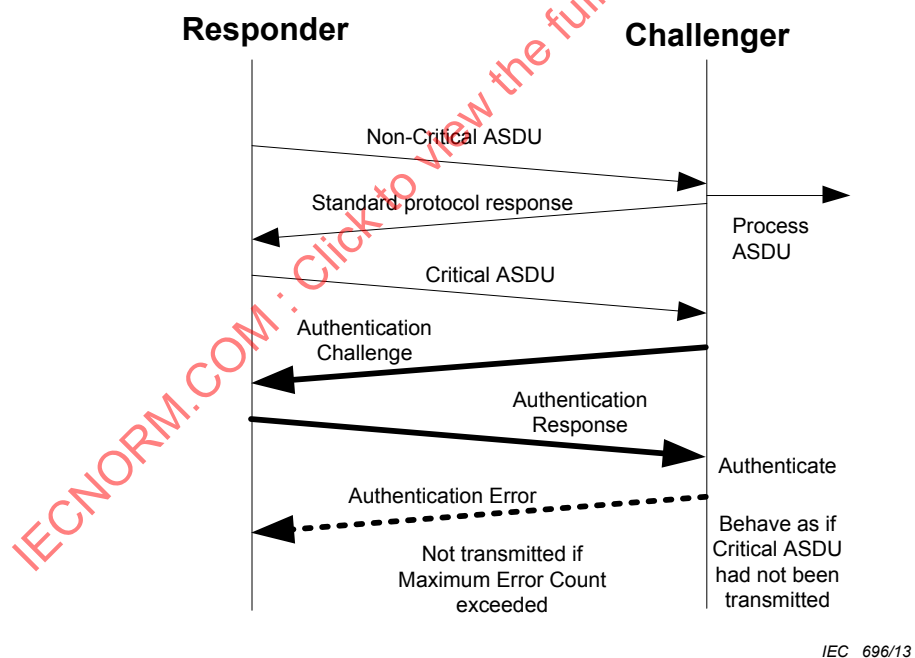 Responder
Challenger
Non-Critical ASDU
Standard protocol response
Process
ASDU
Critical ASDU
Authentication
Challenge
Authentication
Response
Authenticate
Authentication Error
Not transmitted if
Maximum Error Count
exceeded
Behave as if
Critical ASDU
had not been
transmitted
IECNORM.COM : Click to view the full
IEC 696/13